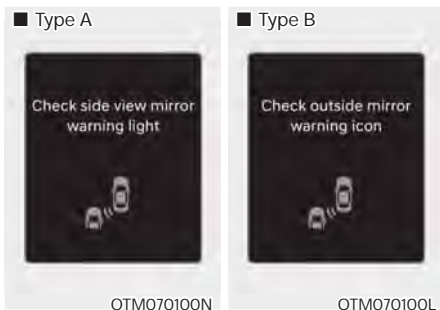 ■ Type A
Check side view mirror
warning light
OTM070100N
■ Type B
Check outside mirror
warning icon
OTM070100L